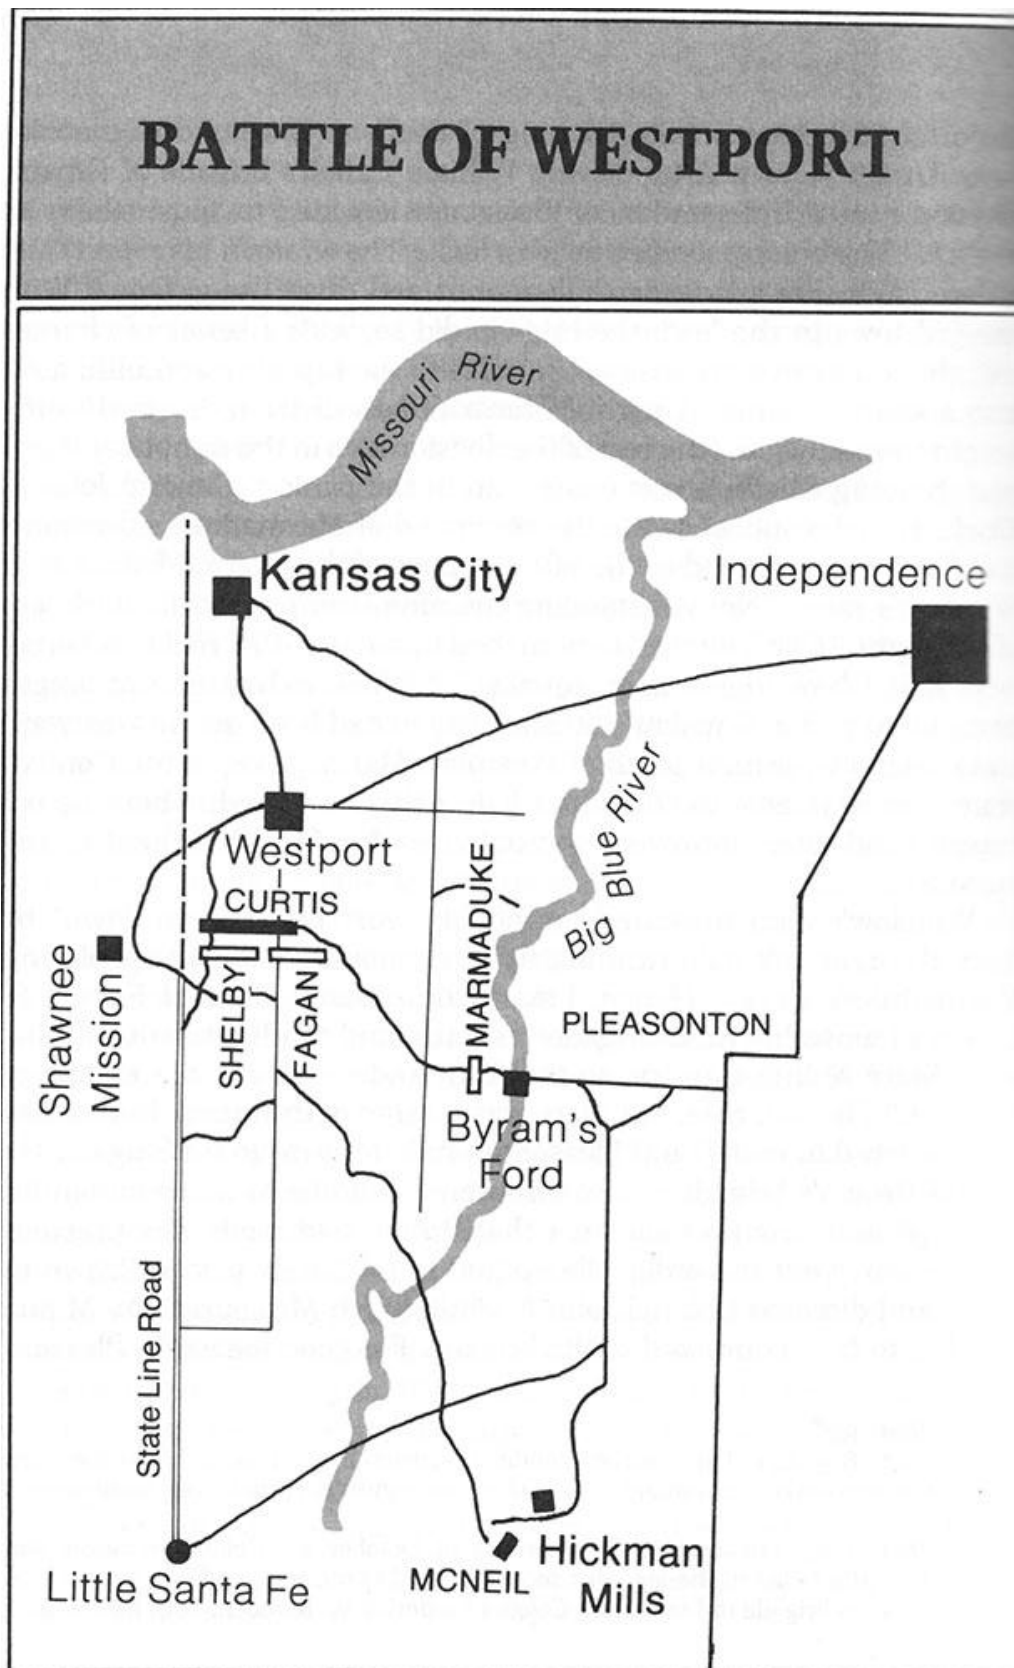 BATTLE OF WESTPORT
Missouri River
Kansas City
Independence
Westport
CURTIS
MARMADUKE
Big Blue River
Shawnee
Mission
SHELBY
FAGAN
PLEASONTON
Byram's
Ford
State Line Road
Little Santa Fe
MCNEIL
Hickman
Mills